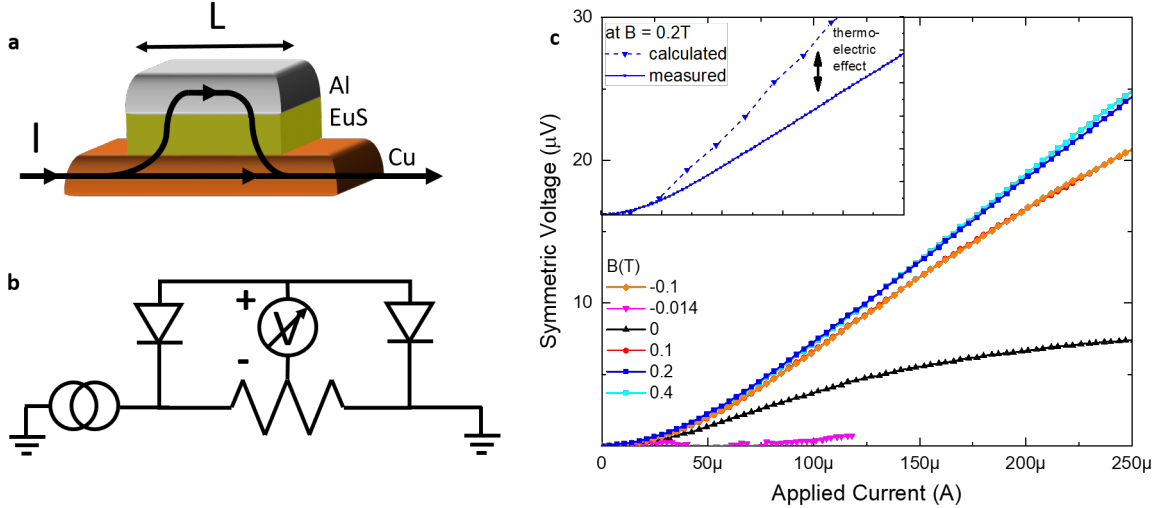 a
L
Al
EuS
Cu
I
b
+
V
-
c
Symmetric Voltage (µV)
30
20
10
at B = 0.2T
calculated
measured
thermo-
electric
effect
B(T)
-0.1
-0.014
0
0.1
0.2
0.4
0 50µ 100µ 150µ 200µ 250µ
Applied Current (A)